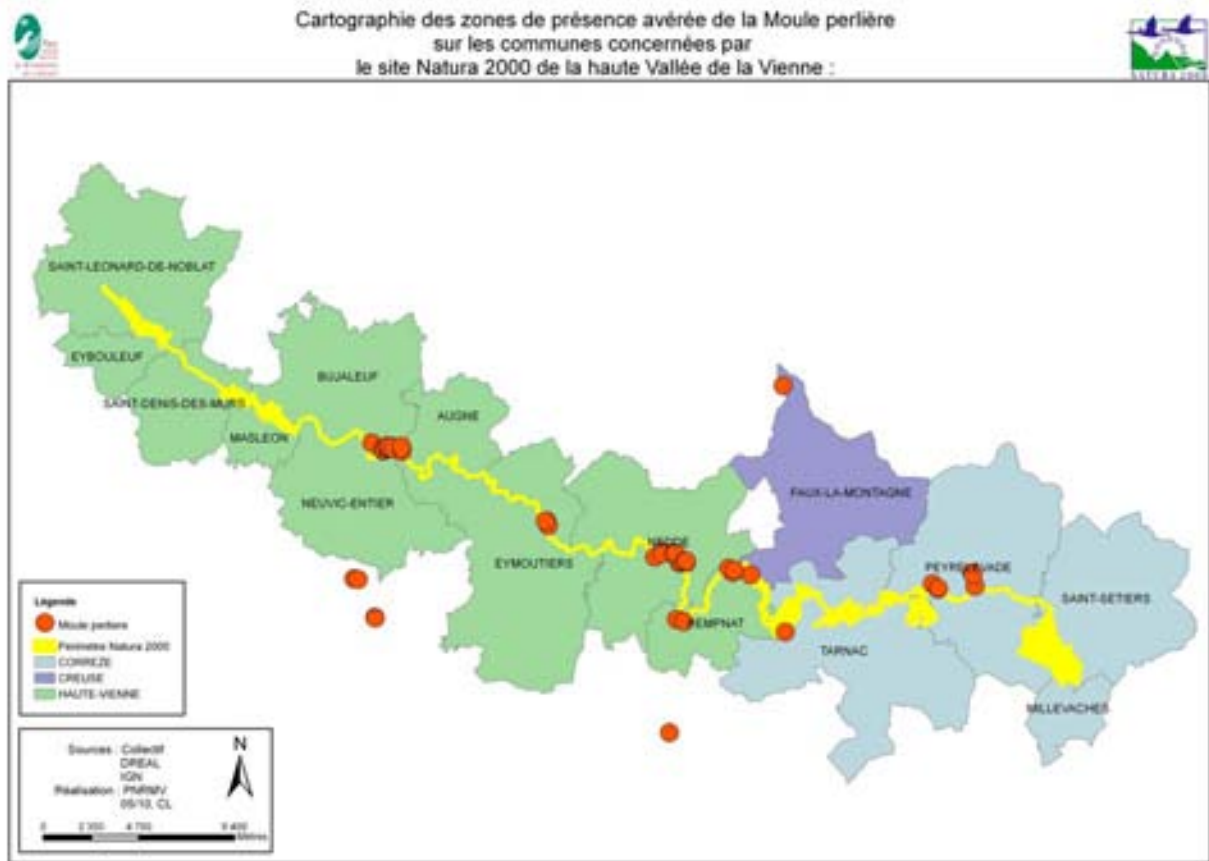 Cartographie des zones de présence avérée de la Moule perlière
sur les communes concernées par
le site Natura 2000 de la haute Vallée de la Vienne :
NATURA 2000
SAINT-LEONARD-DE-NOBLAT
EYBOULEUF
SAINT-DENIS-DES-MURS
MASLEON
BUJALEUF
AUGNE
NEUVIC-ENTIER
EYMOUTIERS
NEDDE
REMPNAT
FAUX-LA-MONTAGNE
PEYRELEVADE
SAINT-SETIERS
TARNAC
MILLEVACHES
Légende
Moule perlière
Périmètre Natura 2000
CORREZE
CREUSE
HAUTE-VIENNE
Sources : Collectif
DREAL
IGN
Réalisation : PNRMV
05/10, CL
N
0 2 350 4 700 9 400
Mètres